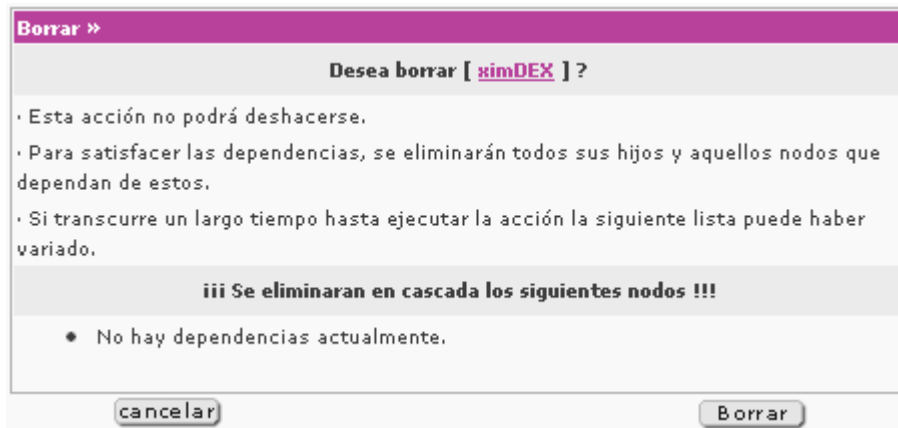 Borrar »
Desea borrar [ ximDEX ] ?
· Esta acción no podrá deshacerse.
· Para satisfacer las dependencias, se eliminarán todos sus hijos y aquellos nodos que
dependan de estos.
· Si transcurre un largo tiempo hasta ejecutar la acción la siguiente lista puede haber
variado.
¡¡¡ Se eliminaran en cascada los siguientes nodos !!!
• No hay dependencias actualmente.
cancelar Borrar